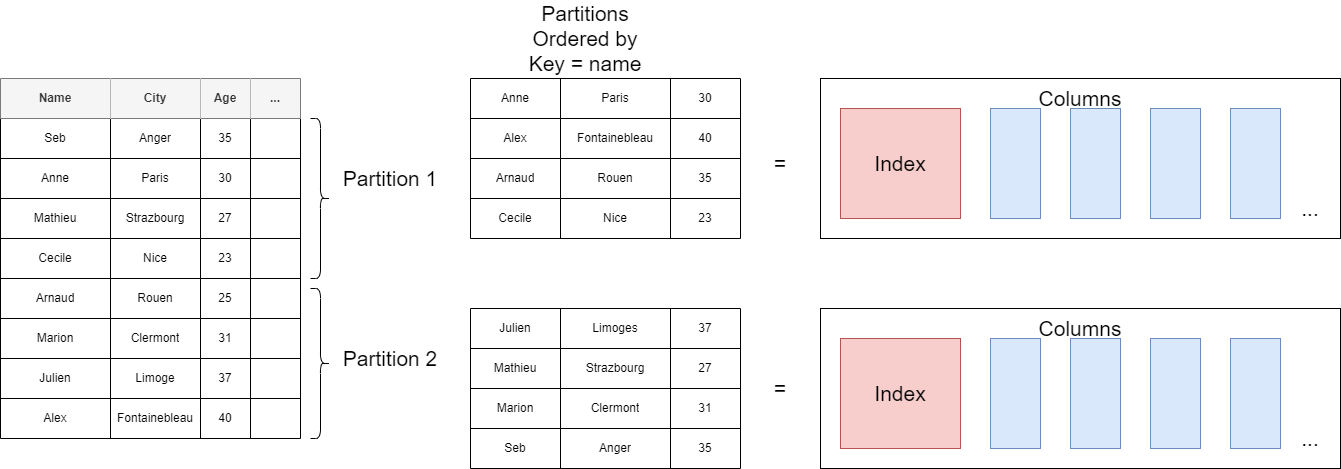 Partitions
Ordered by
Key = name
Name City Age ...
Seb Anger 35
Anne Paris 30
Mathieu Strazbourg 27
Cecile Nice 23
Arnaud Rouen 25
Marion Clermont 31
Julien Limoge 37
Alex Fontainebleau 40
Partition 1
Partition 2
Anne Paris 30
Alex Fontainebleau 40
Arnaud Rouen 35
Cecile Nice 23
=
Columns
Index
...
Julien Limoges 37
Mathieu Strazbourg 27
Marion Clermont 31
Seb Anger 35
=
Columns
Index
...